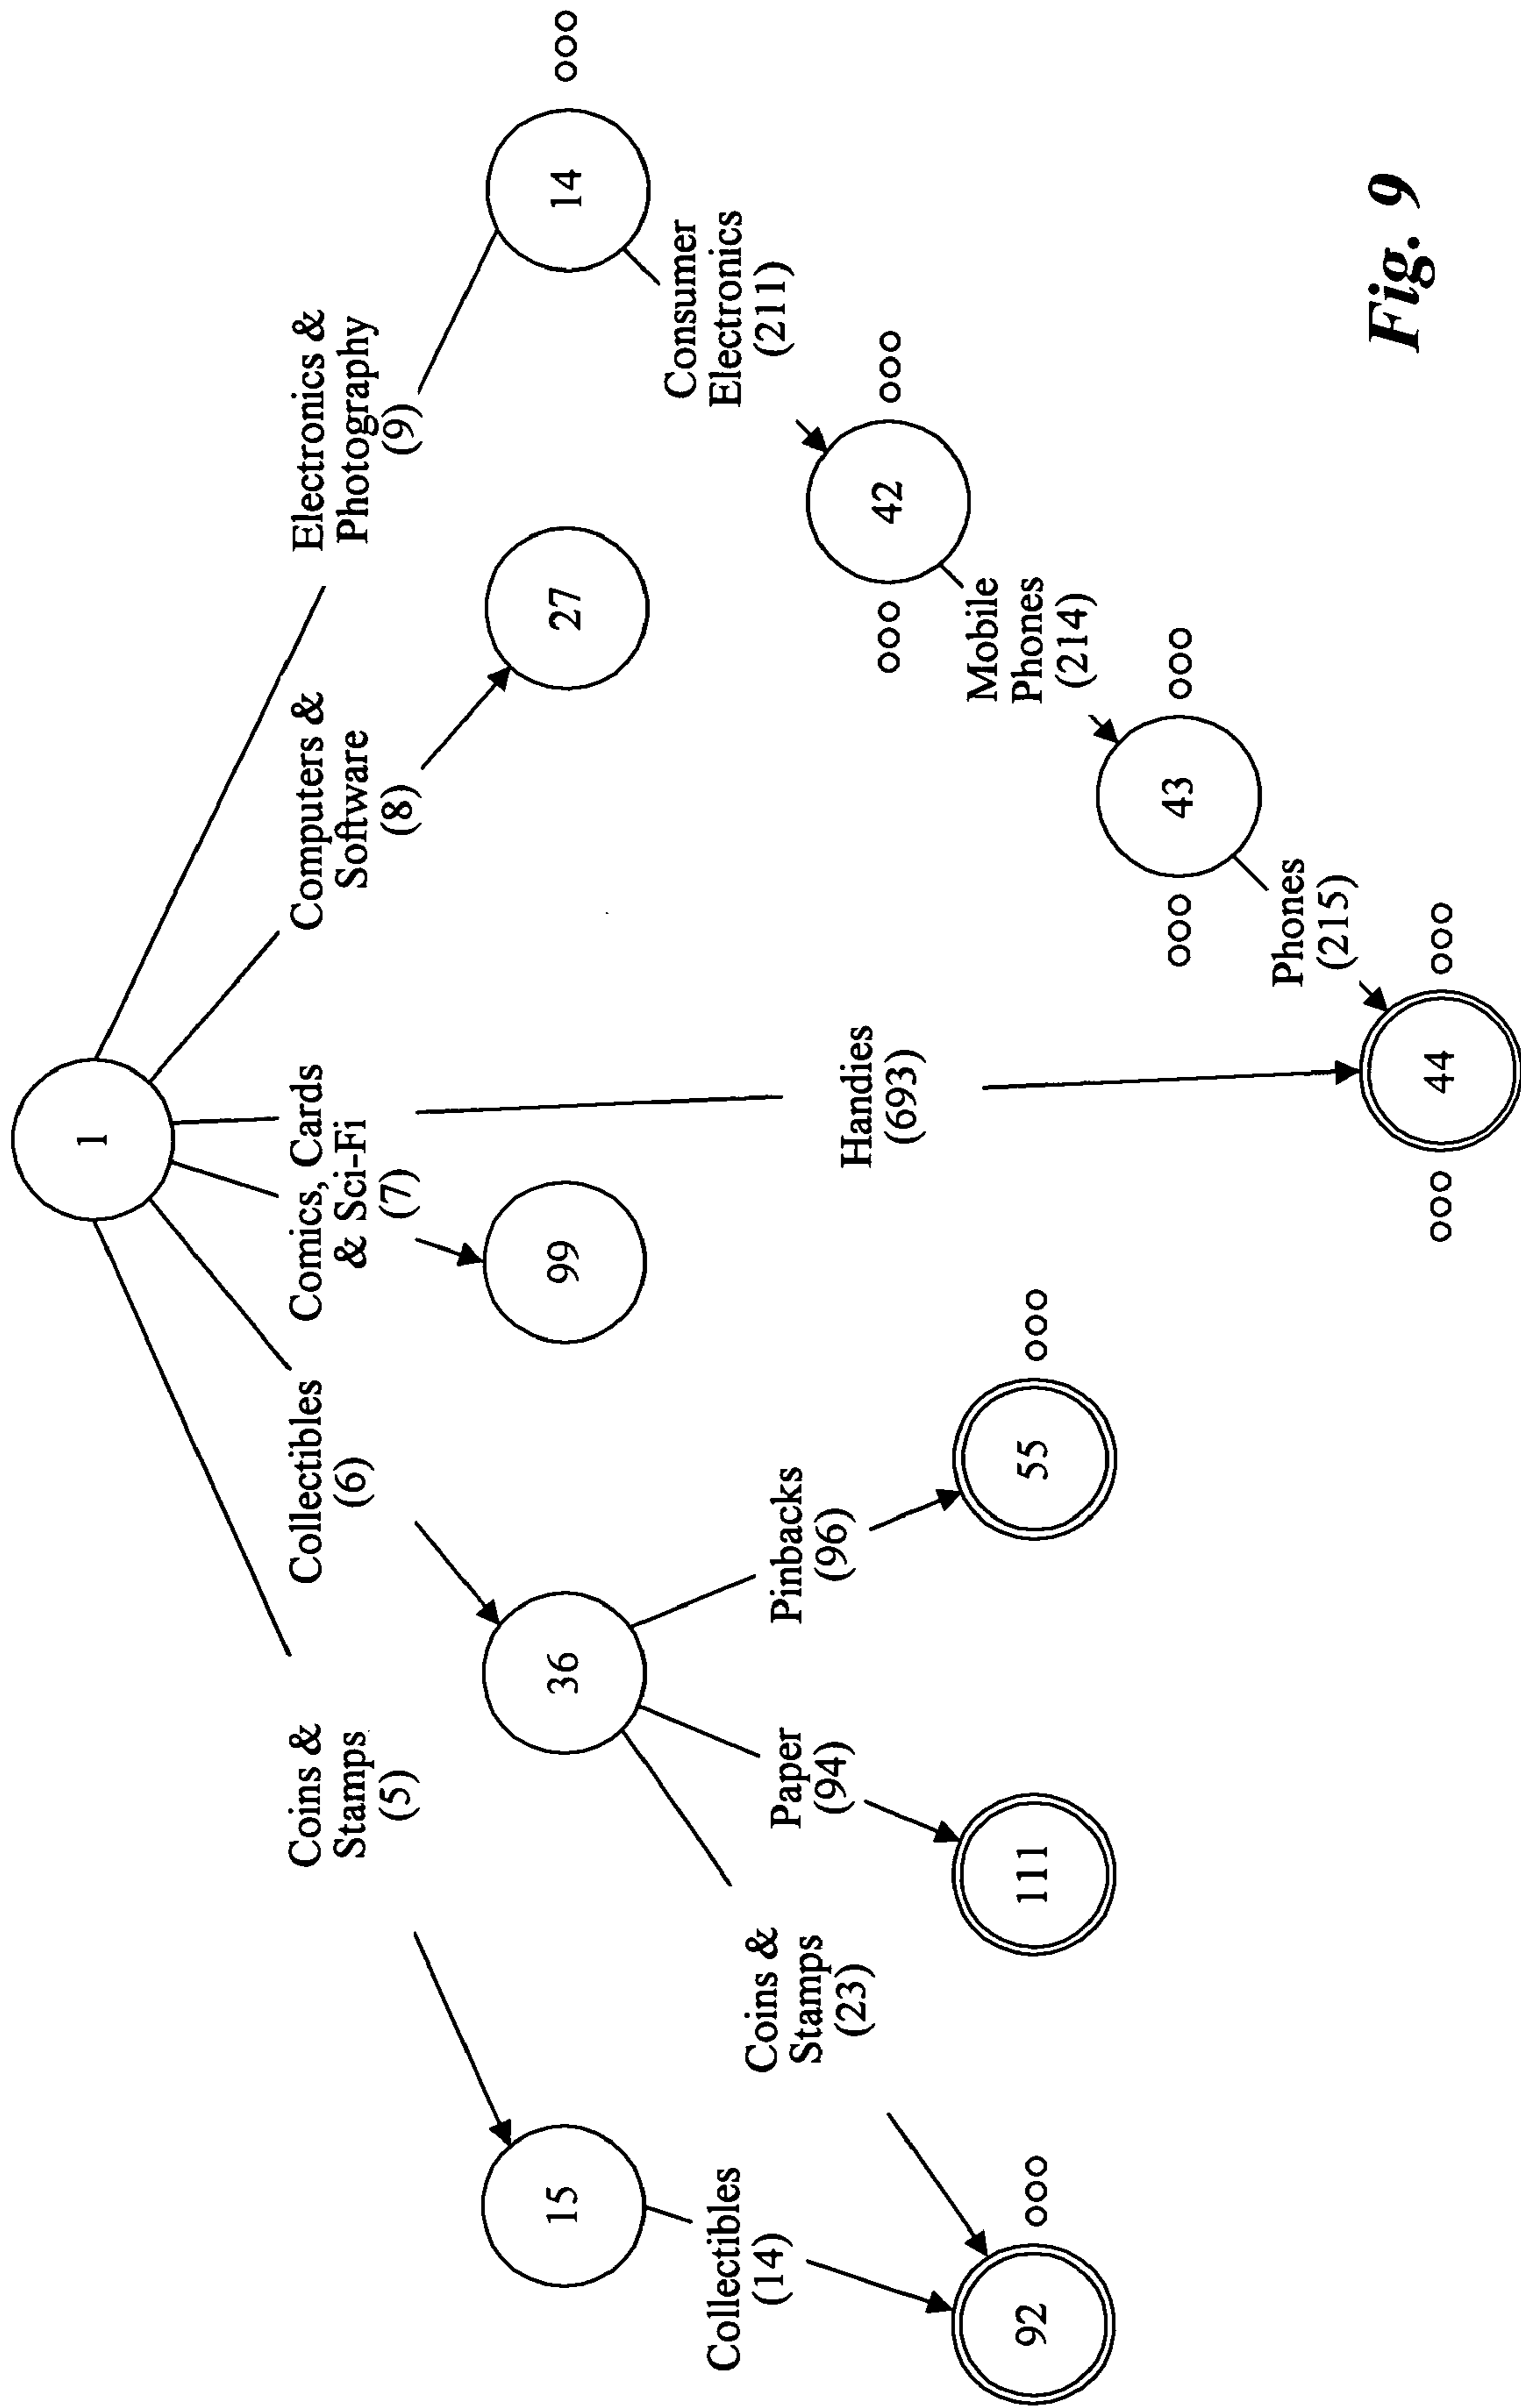 1
Coins &
Stamps
(5)
Collectibles
(6)
Comics, Cards
& Sci-Fi
(7)
Computers &
Software
(8)
Electronics &
Photography
(9)
15
36
99
27
14
Collectibles
(14)
Coins &
Stamps
(23)
Paper
(94)
Pinbacks
(96)
Handies
(693)
Consumer
Electronics
(211)
42
Mobile
Phones
(214)
92
111
55
43
Phones
(215)
44
Fig. 9